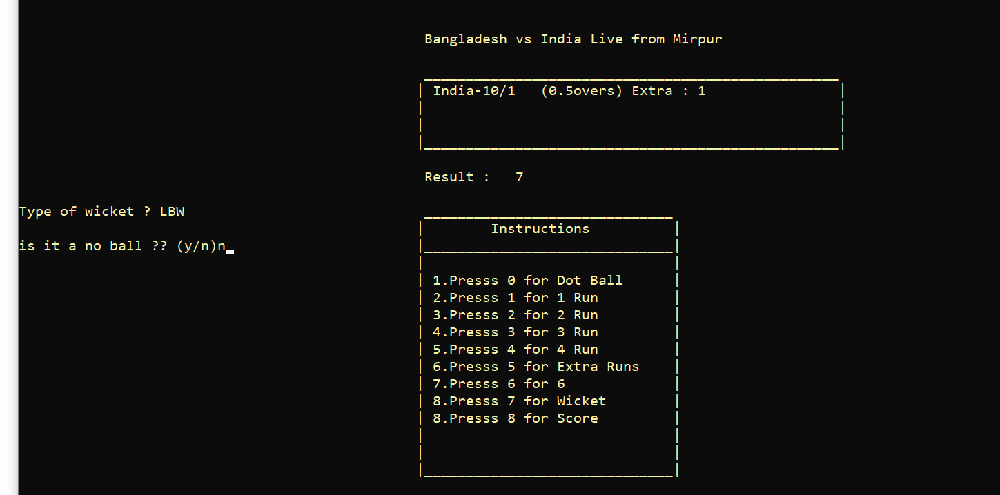 Bangladesh vs India Live from Mirpur
India-10/1 (0.5overs) Extra : 1
Result : 7
Type of wicket ? LBW
Instructions
is it a no ball ?? (y/n)n
1.Presss 0 for Dot Ball
2.Presss 1 for 1 Run
3.Presss 2 for 2 Run
4.Presss 3 for 3 Run
5.Presss 4 for 4 Run
6.Presss 5 for Extra Runs
7.Presss 6 for 6
8.Presss 7 for Wicket
8.Presss 8 for Score